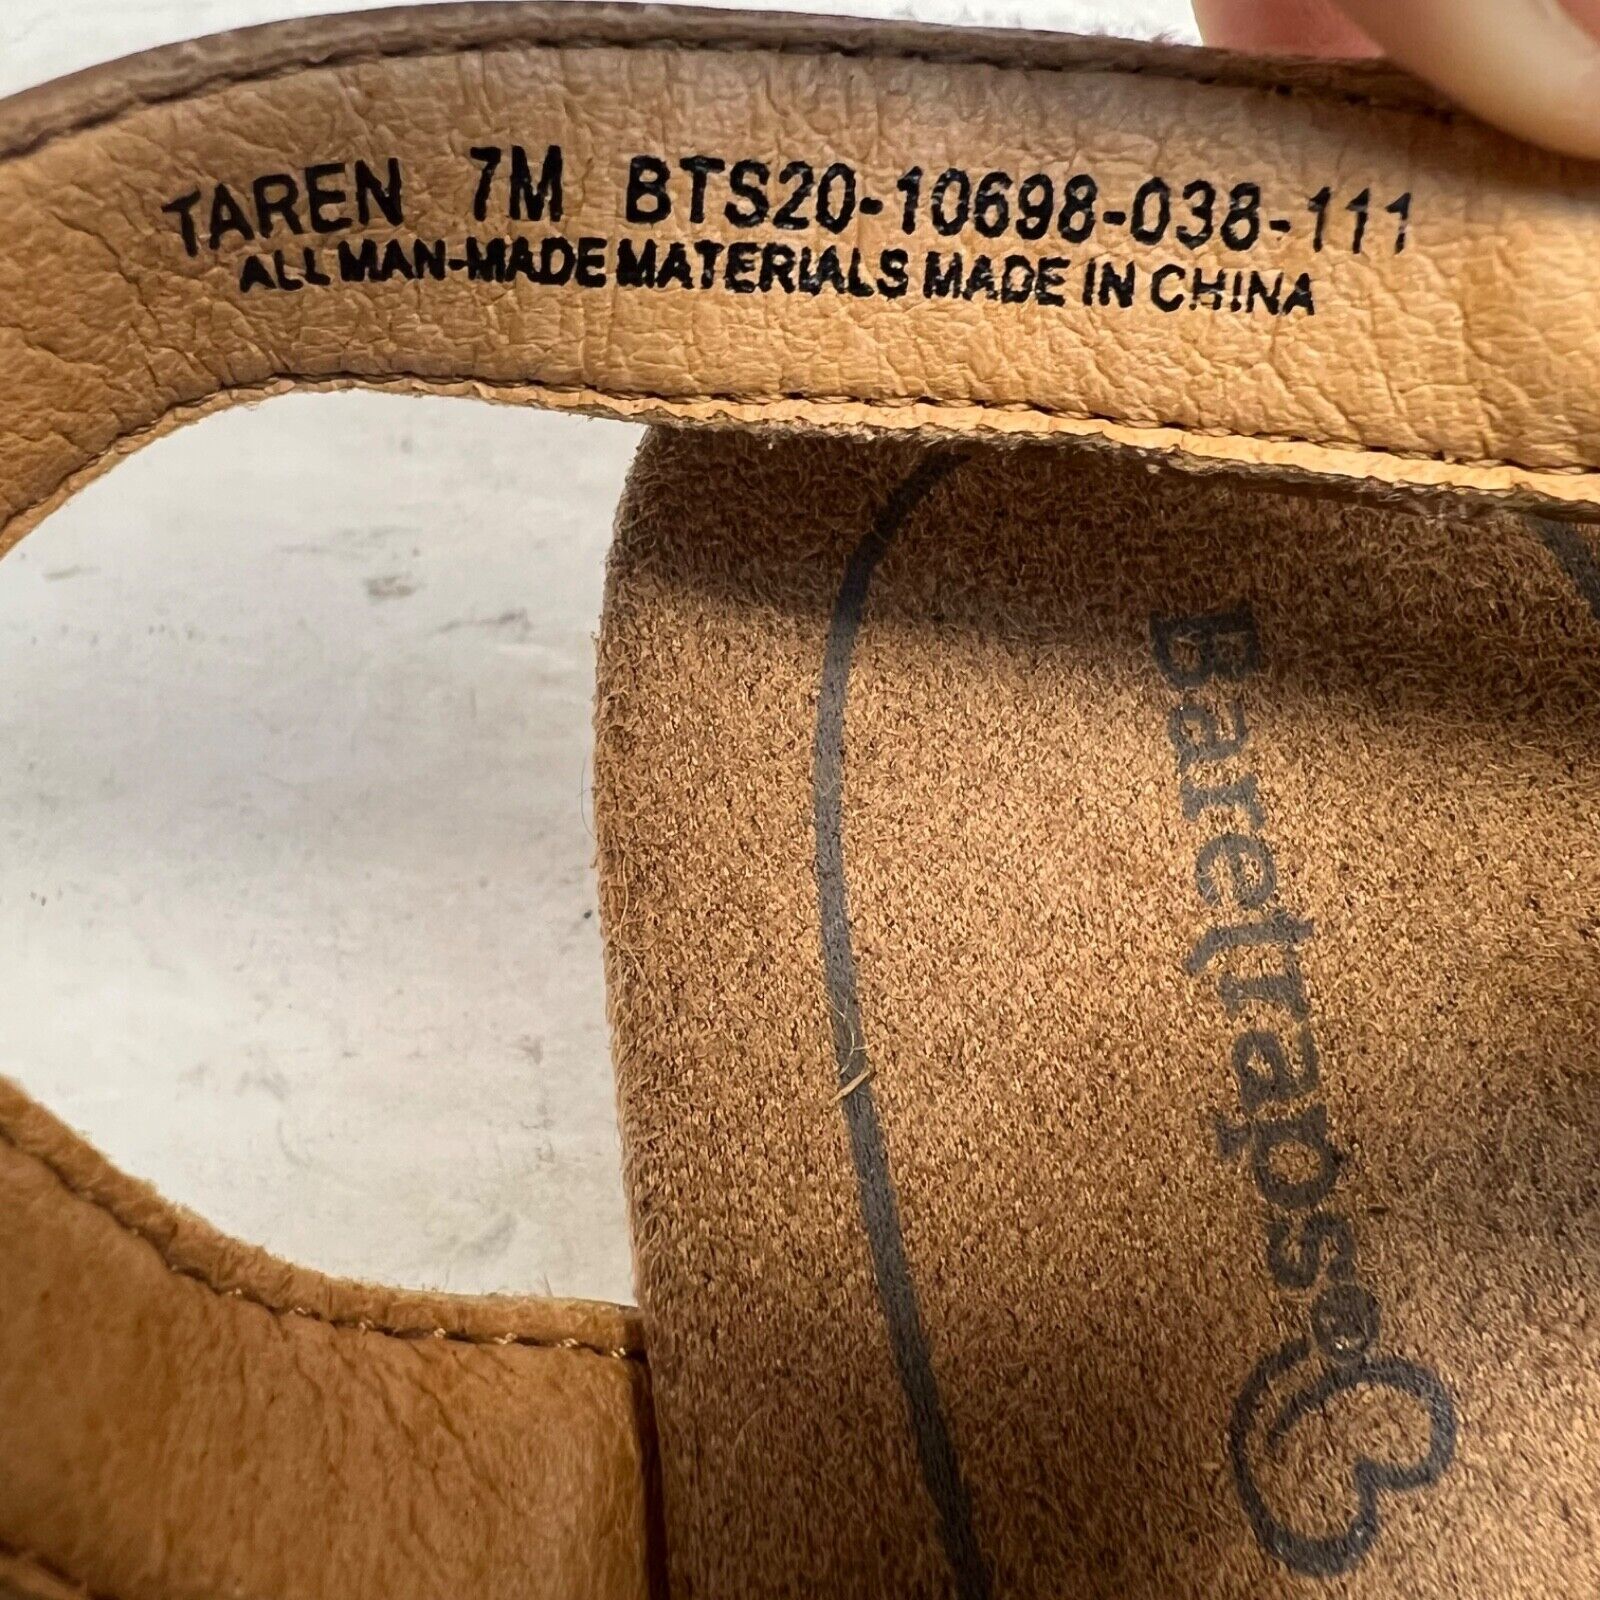 TAREN 7M BTS20-10698-038-111
ALL MAN-MADE MATERIALS MADE IN CHINA
Baretraps